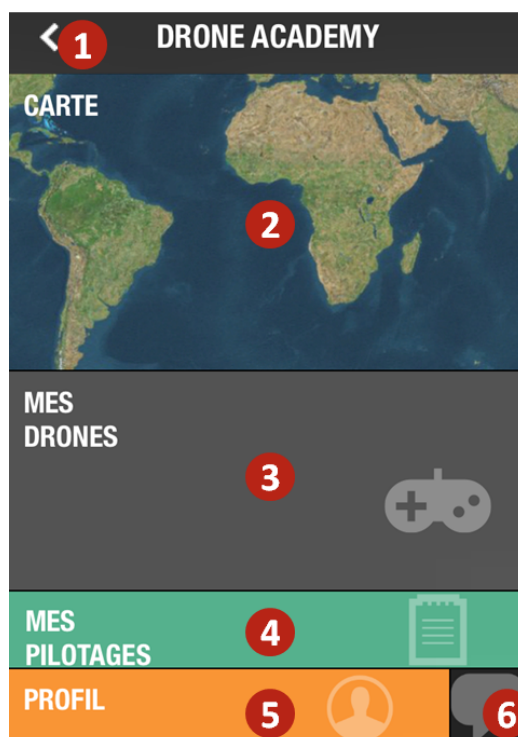 1 DRONE ACADEMY
CARTE
2
MES
DRONES
3
MES
PILOTAGES
4
PROFIL
5
6